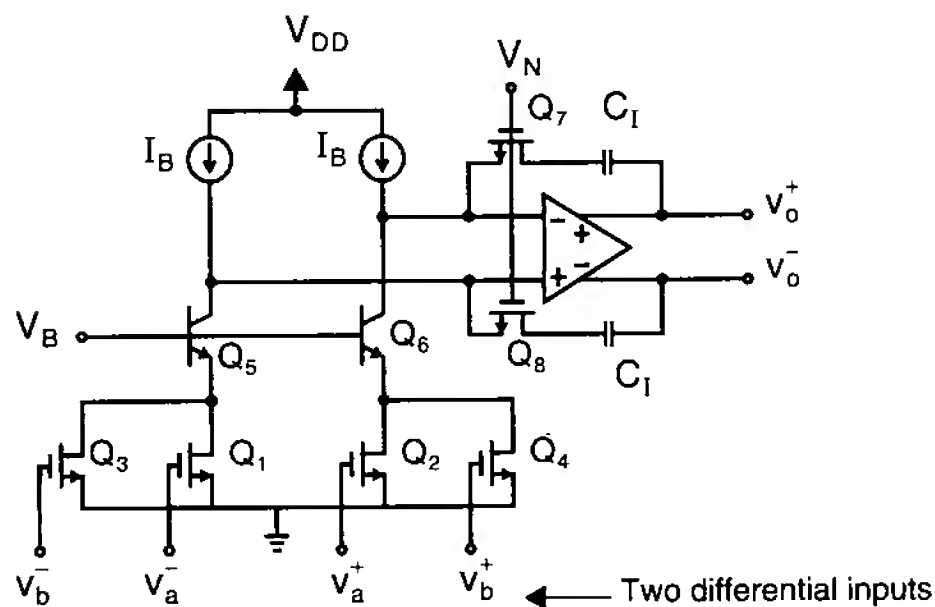 V_DD
V_N
Q_7
C_I
I_B
I_B
v_o^+
v_o^-
V_B
Q_5
Q_6
Q_8
C_I
Q_3
Q_1
Q_2
Q_4
v_b^-
v_a^-
v_a^+
v_b^+
Two differential inputs